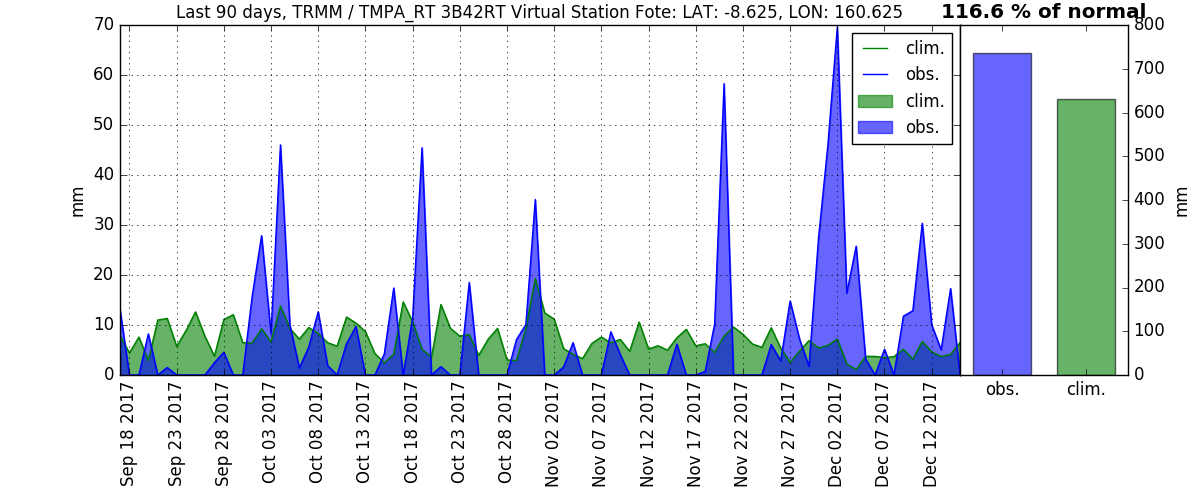 Last 90 days, TRMM / TMPA_RT 3B42RT Virtual Station Fote: LAT: -8.625, LON: 160.625
116.6 % of normal
70
60
50
40
30
20
10
0
mm
clim.
obs.
clim.
obs.
800
700
600
500
400
300
200
100
0
mm
obs.
clim.
Sep 18 2017
Sep 23 2017
Sep 28 2017
Oct 03 2017
Oct 08 2017
Oct 13 2017
Oct 18 2017
Oct 23 2017
Oct 28 2017
Nov 02 2017
Nov 07 2017
Nov 12 2017
Nov 17 2017
Nov 22 2017
Nov 27 2017
Dec 02 2017
Dec 07 2017
Dec 12 2017